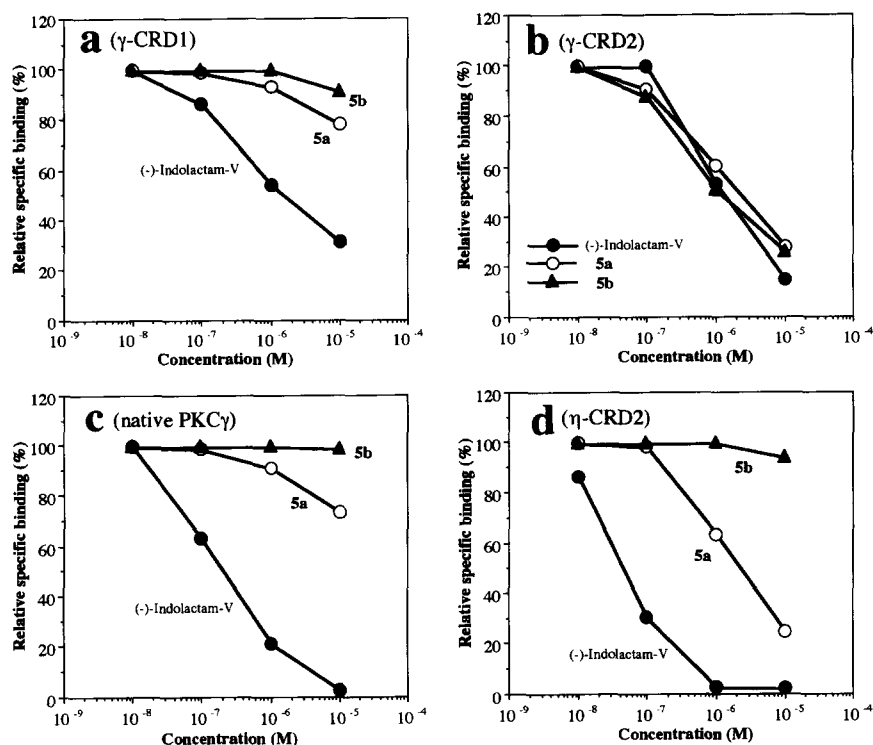 a (γ-CRD1)
Relative specific binding (%)
120
100
80
60
40
20
0
5b
5a
(-)-Indolactam-V
10⁻⁹ 10⁻⁸ 10⁻⁷ 10⁻⁶ 10⁻⁵ 10⁻⁴
Concentration (M)
b (γ-CRD2)
Relative specific binding (%)
120
100
80
60
40
20
0
(-)-Indolactam-V
5a
5b
10⁻⁹ 10⁻⁸ 10⁻⁷ 10⁻⁶ 10⁻⁵ 10⁻⁴
Concentration (M)
c (native PKCγ)
Relative specific binding (%)
120
100
80
60
40
20
0
5b
5a
(-)-Indolactam-V
10⁻⁹ 10⁻⁸ 10⁻⁷ 10⁻⁶ 10⁻⁵ 10⁻⁴
Concentration (M)
d (η-CRD2)
Relative specific binding (%)
120
100
80
60
40
20
0
5b
5a
(-)-Indolactam-V
10⁻⁹ 10⁻⁸ 10⁻⁷ 10⁻⁶ 10⁻⁵ 10⁻⁴
Concentration (M)